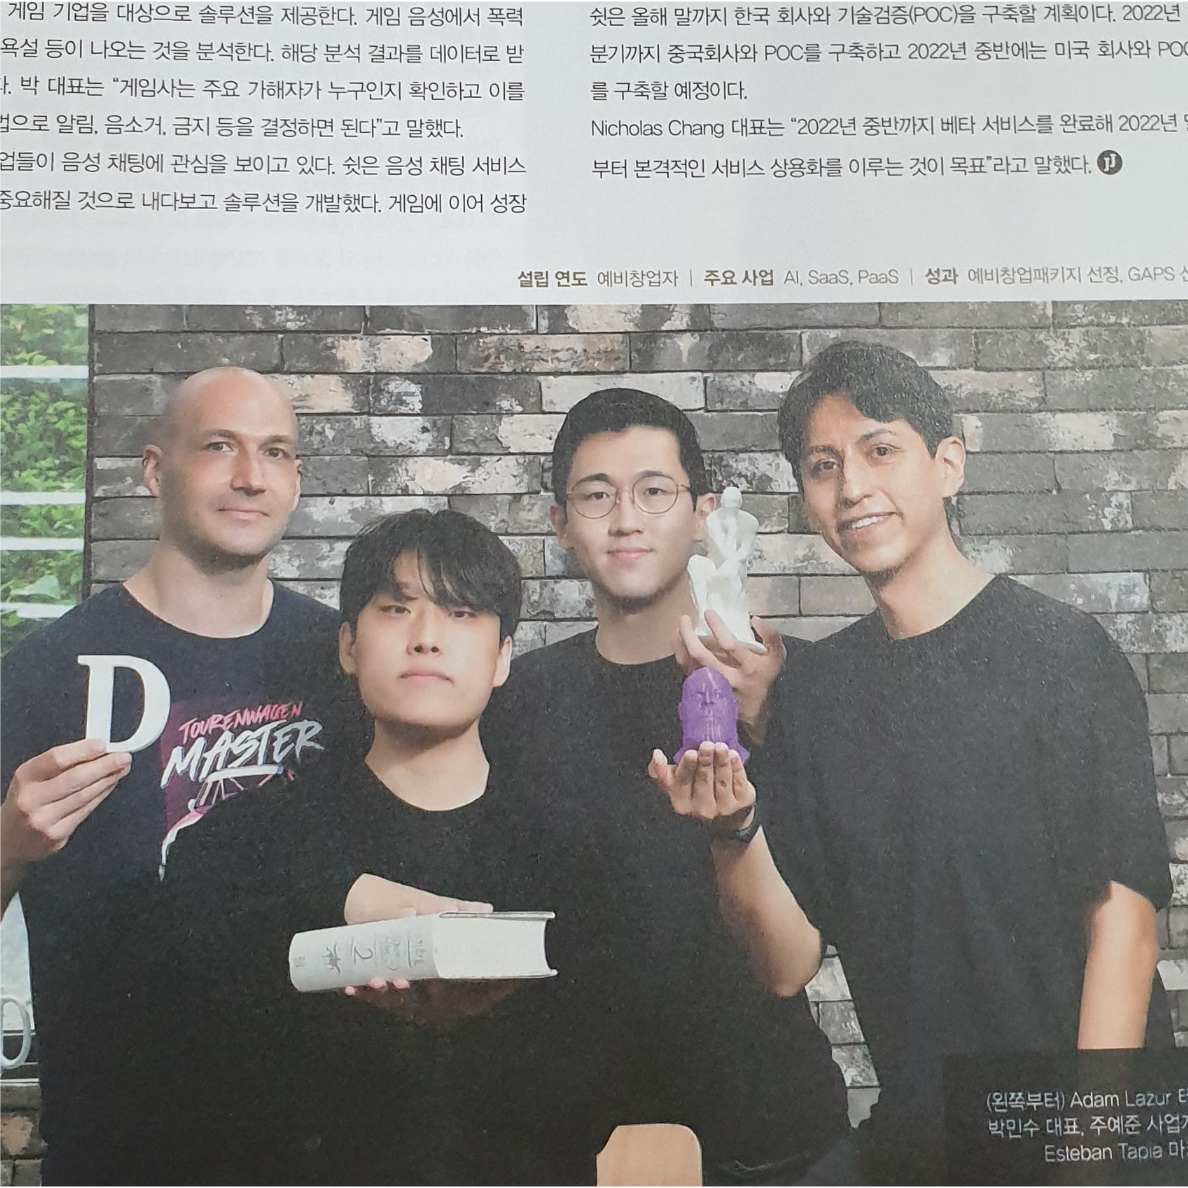 게임 기업을 대상으로 솔루션을 제공한다. 게임 음성에서 폭력
욕설 등이 나오는 것을 분석한다. 해당 분석 결과를 데이터로 받
다. 박 대표는 “게임사는 주요 가해자가 누구인지 확인하고 이를
법으로 알림, 음소거, 금지 등을 결정하면 된다”고 말했다.
업들이 음성 채팅에 관심을 보이고 있다. 쉿은 음성 채팅 서비스
중요해질 것으로 내다보고 솔루션을 개발했다. 게임에 이어 성장
쉿은 올해 말까지 한국 회사와 기술검증(POC)을 구축할 계획이다. 2022년
분기까지 중국회사와 POC를 구축하고 2022년 중반에는 미국 회사와 POC
를 구축할 예정이다.
Nicholas Chang 대표는 “2022년 중반까지 베타 서비스를 완료해 2022년
부터 본격적인 서비스 상용화를 이루는 것이 목표”라고 말했다.
설립 연도 예비창업자 | 주요 사업 AI, SaaS, PaaS | 성과 예비창업패키지 선정, GAPS
D
TOURENWAGEN
MASTER
(왼쪽부터) Adam Lazur
박민수 대표, 주예준 사업
Esteban Tapia 마